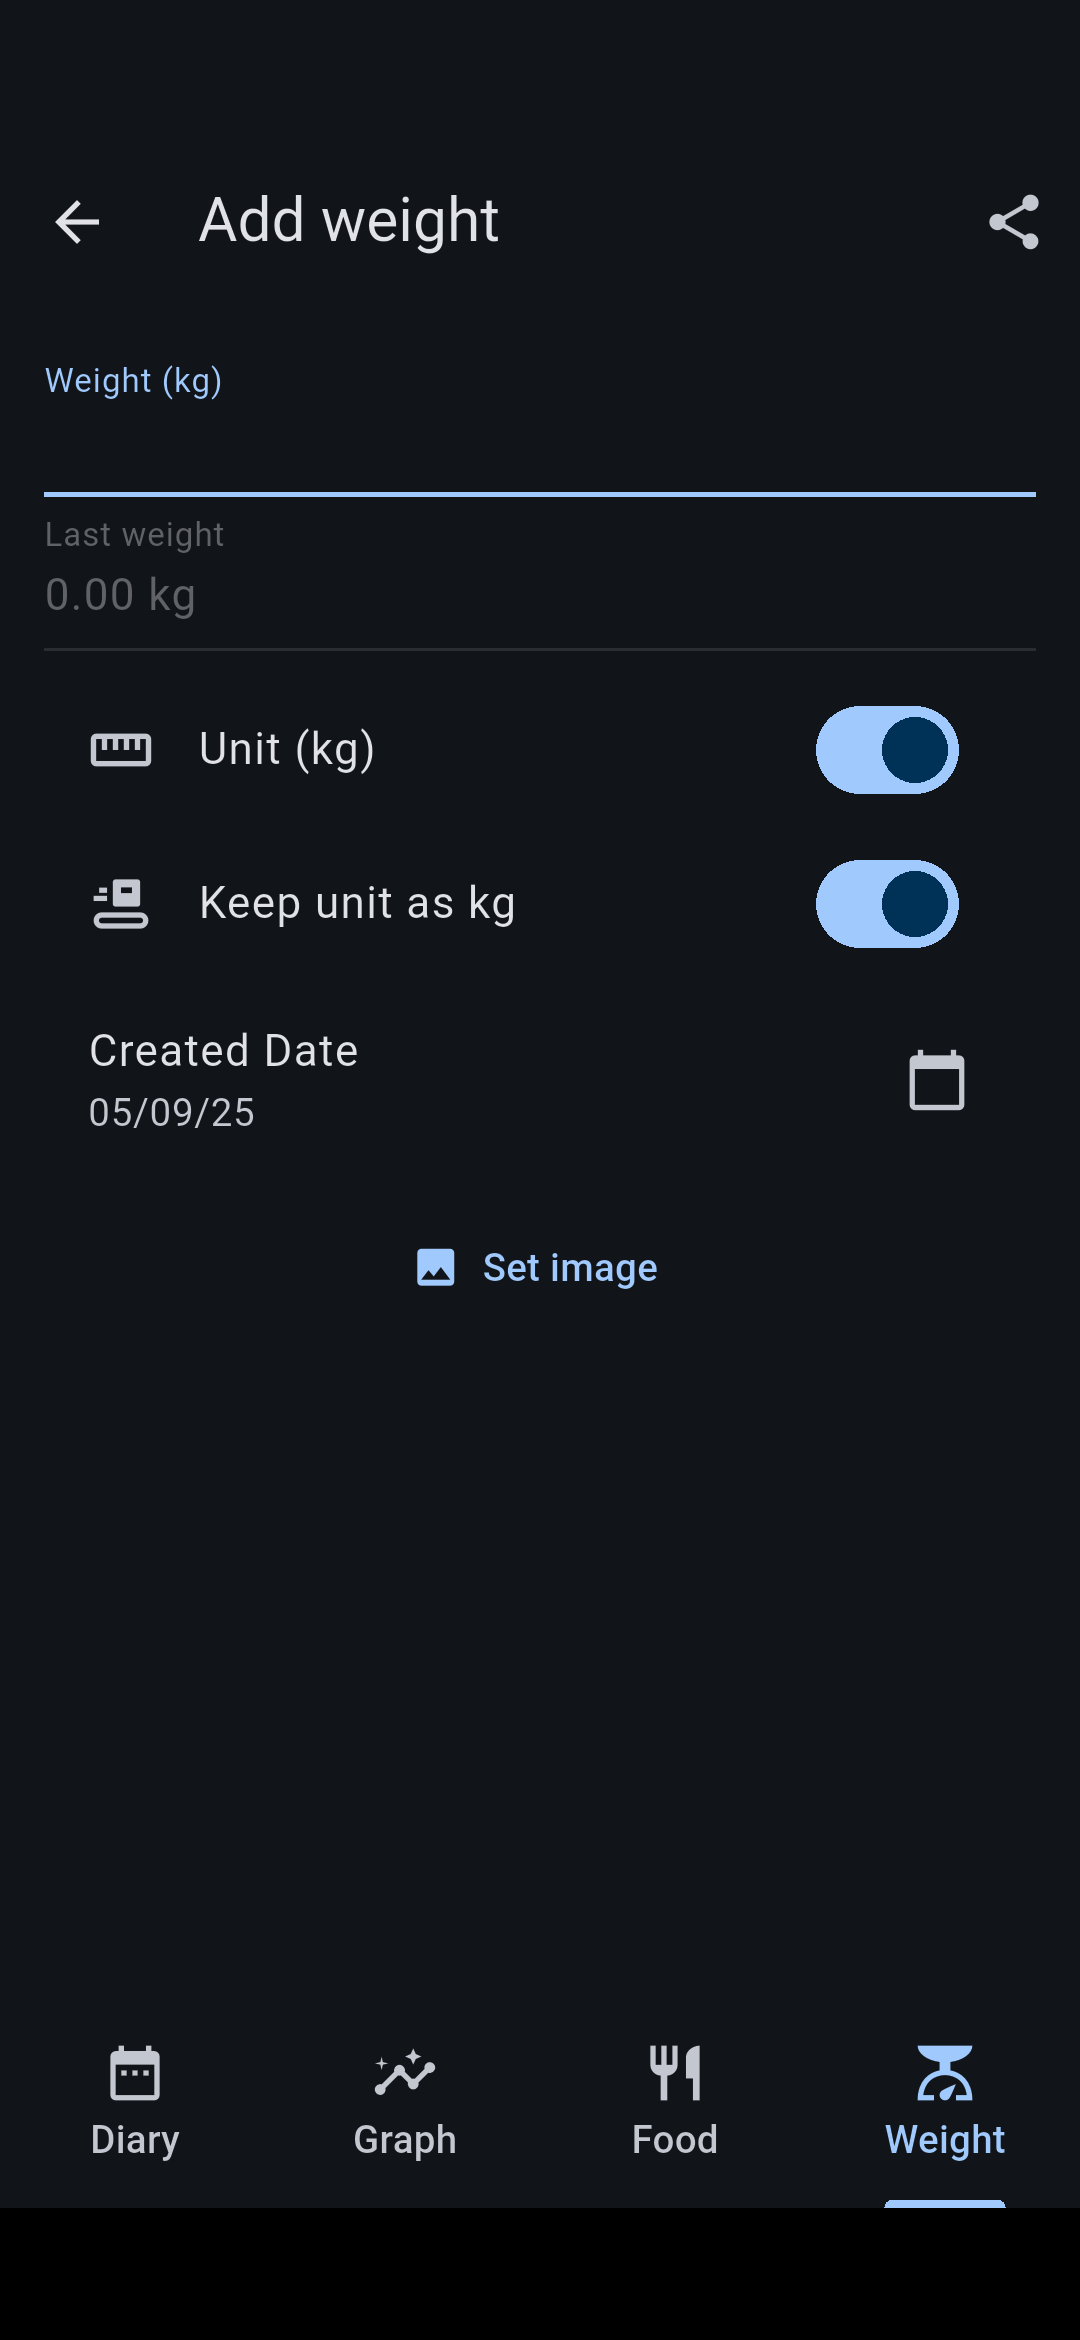 Add weight
Weight (kg)
Last weight
0.00 kg
Unit (kg)
Keep unit as kg
Created Date
05/09/25
Set image
Diary
Graph
Food
Weight